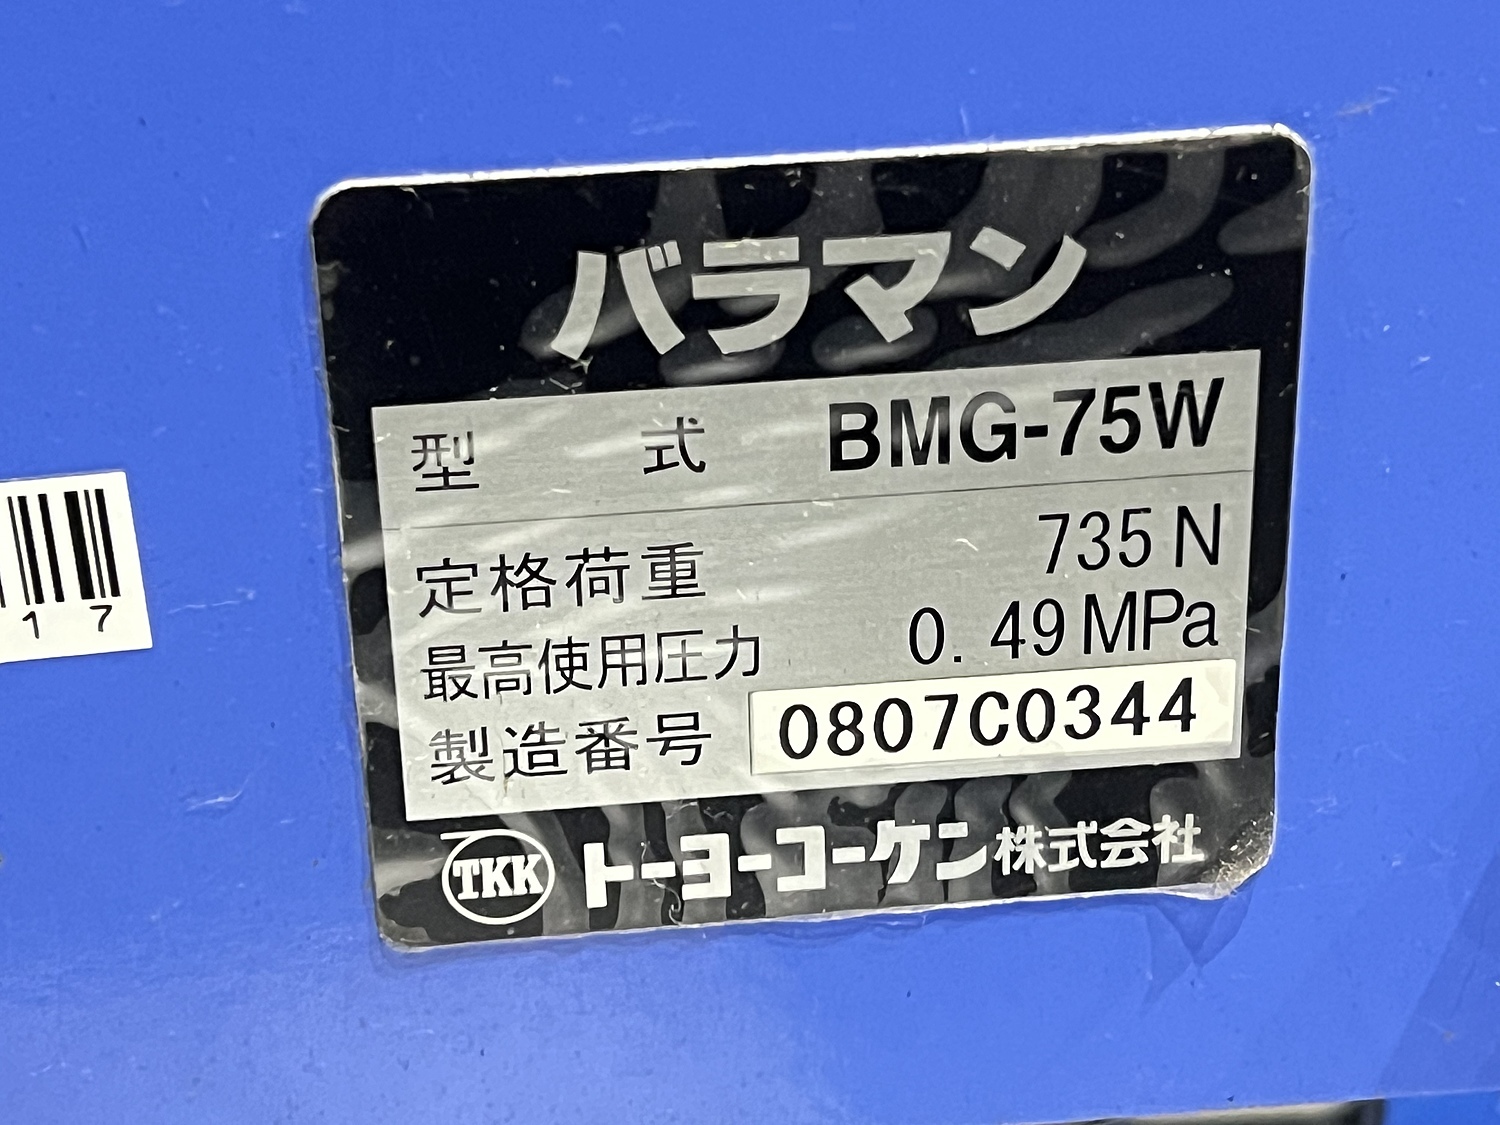 バラマン
型 式 BMG-75W
定格荷重 735 N
最高使用圧力 0.49 MPa
製造番号 0807C0344
TKK トーヨーコーケン株式会社
1 7